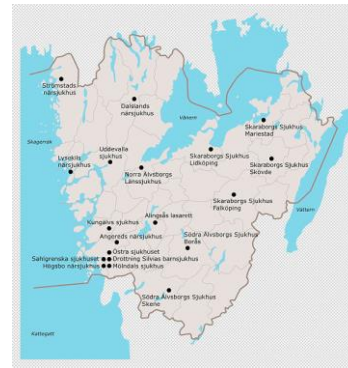 Strömstads
närsjukhus
Dalslands
närsjukhus
Vänern
Skaraborgs Sjukhus
Mariestad
Skagerrak
Uddevalla
sjukhus
Lysekils
närsjukhus
Norra Älvsborgs
Länssjukhus
Skaraborgs Sjukhus
Lidköping
Skaraborgs Sjukhus
Skövde
Skaraborgs Sjukhus
Falköping
Vättern
Kungälvs sjukhus
Alingsås lasarett
Angereds närsjukhus
Södra Älvsborgs Sjukhus
Borås
Östra sjukhuset
Sahlgrenska sjukhuset
Drottning Silvias barnsjukhus
Högsbo närsjukhus
Mölndals sjukhus
Södra Älvsborgs Sjukhus
Skene
Kattegatt